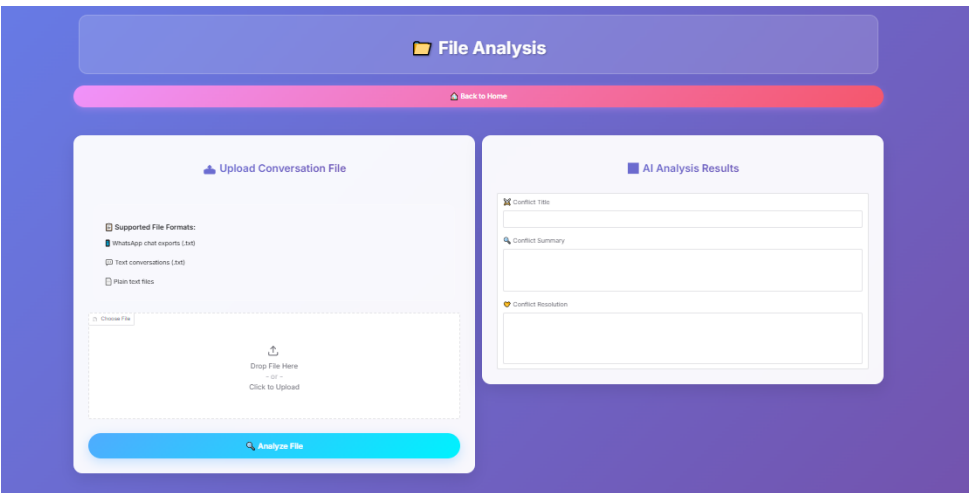 File Analysis
Back to Home
Upload Conversation File
Supported File Formats:
WhatsApp chat exports (.txt)
Text conversations (.txt)
Plain text files
Choose File
Drop File Here
- or -
Click to Upload
Analyze File
AI Analysis Results
Conflict Title
Conflict Summary
Conflict Resolution